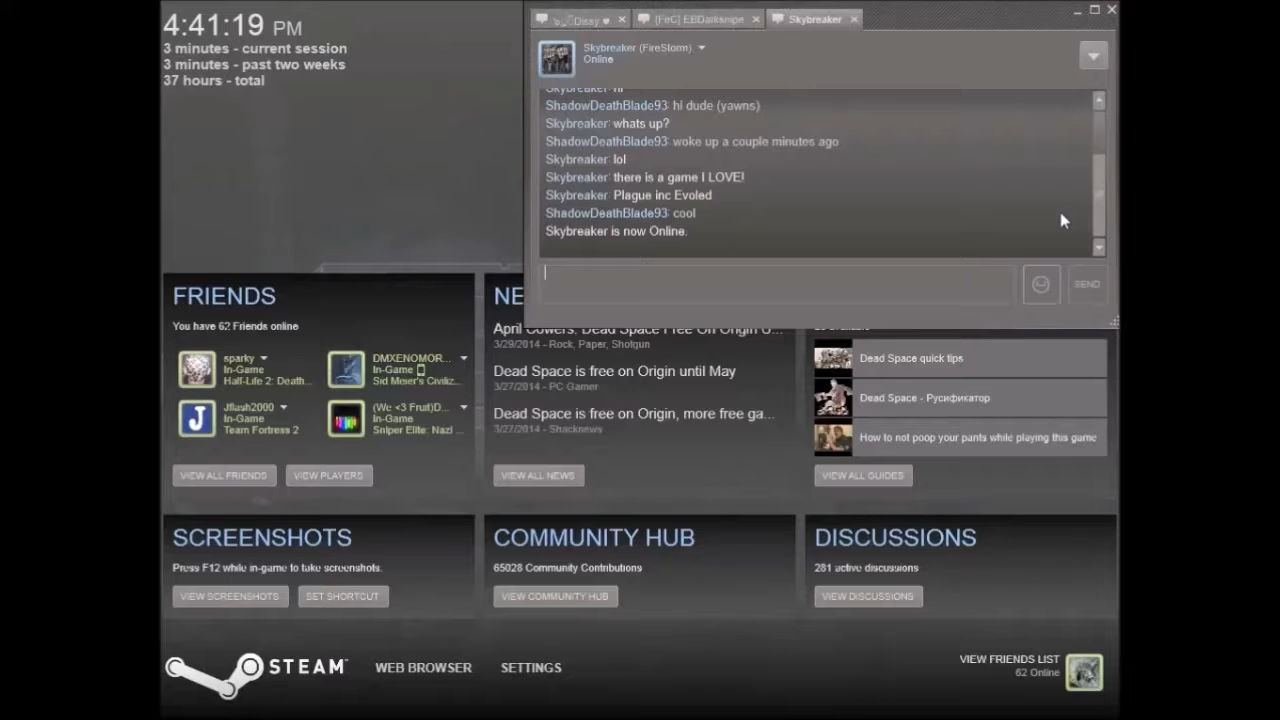 4:41:19 PM
3 minutes - current session
3 minutes - past two weeks
37 hours - total
Dissy ♥
[FeG] EBDarksnipe
Skybreaker
Skybreaker (FireStorm)
Online
Skybreaker: hi
ShadowDeathBlade93: hi dude (yawns)
Skybreaker: whats up?
ShadowDeathBlade93: woke up a couple minutes ago
Skybreaker: lol
Skybreaker: there is a game I LOVE!
Skybreaker: Plague inc Evoled
ShadowDeathBlade93: cool
Skybreaker is now Online.
SEND
FRIENDS
You have 62 Friends online
sparky
In-Game
Half-Life 2: Death...
DMXENOMOR...
In-Game
Sid Meier's Civiliz...
Jflash2000
In-Game
Team Fortress 2
(We <3 Fruit)D...
In-Game
Sniper Elite: Nazi ...
VIEW ALL FRIENDS
VIEW PLAYERS
NE
April Cowers: Dead Space Free On Origin U...
3/29/2014 - Rock, Paper, Shotgun
Dead Space is free on Origin until May
3/27/2014 - PC Gamer
Dead Space is free on Origin, more free ga...
3/27/2014 - Shacknews
VIEW ALL NEWS
Dead Space quick tips
Dead Space - Русификатор
How to not poop your pants while playing this game
VIEW ALL GUIDES
SCREENSHOTS
Press F12 while in-game to take screenshots.
VIEW SCREENSHOTS
SET SHORTCUT
COMMUNITY HUB
65028 Community Contributions
VIEW COMMUNITY HUB
DISCUSSIONS
281 active discussions
VIEW DISCUSSIONS
STEAM
WEB BROWSER
SETTINGS
VIEW FRIENDS LIST
62 Online